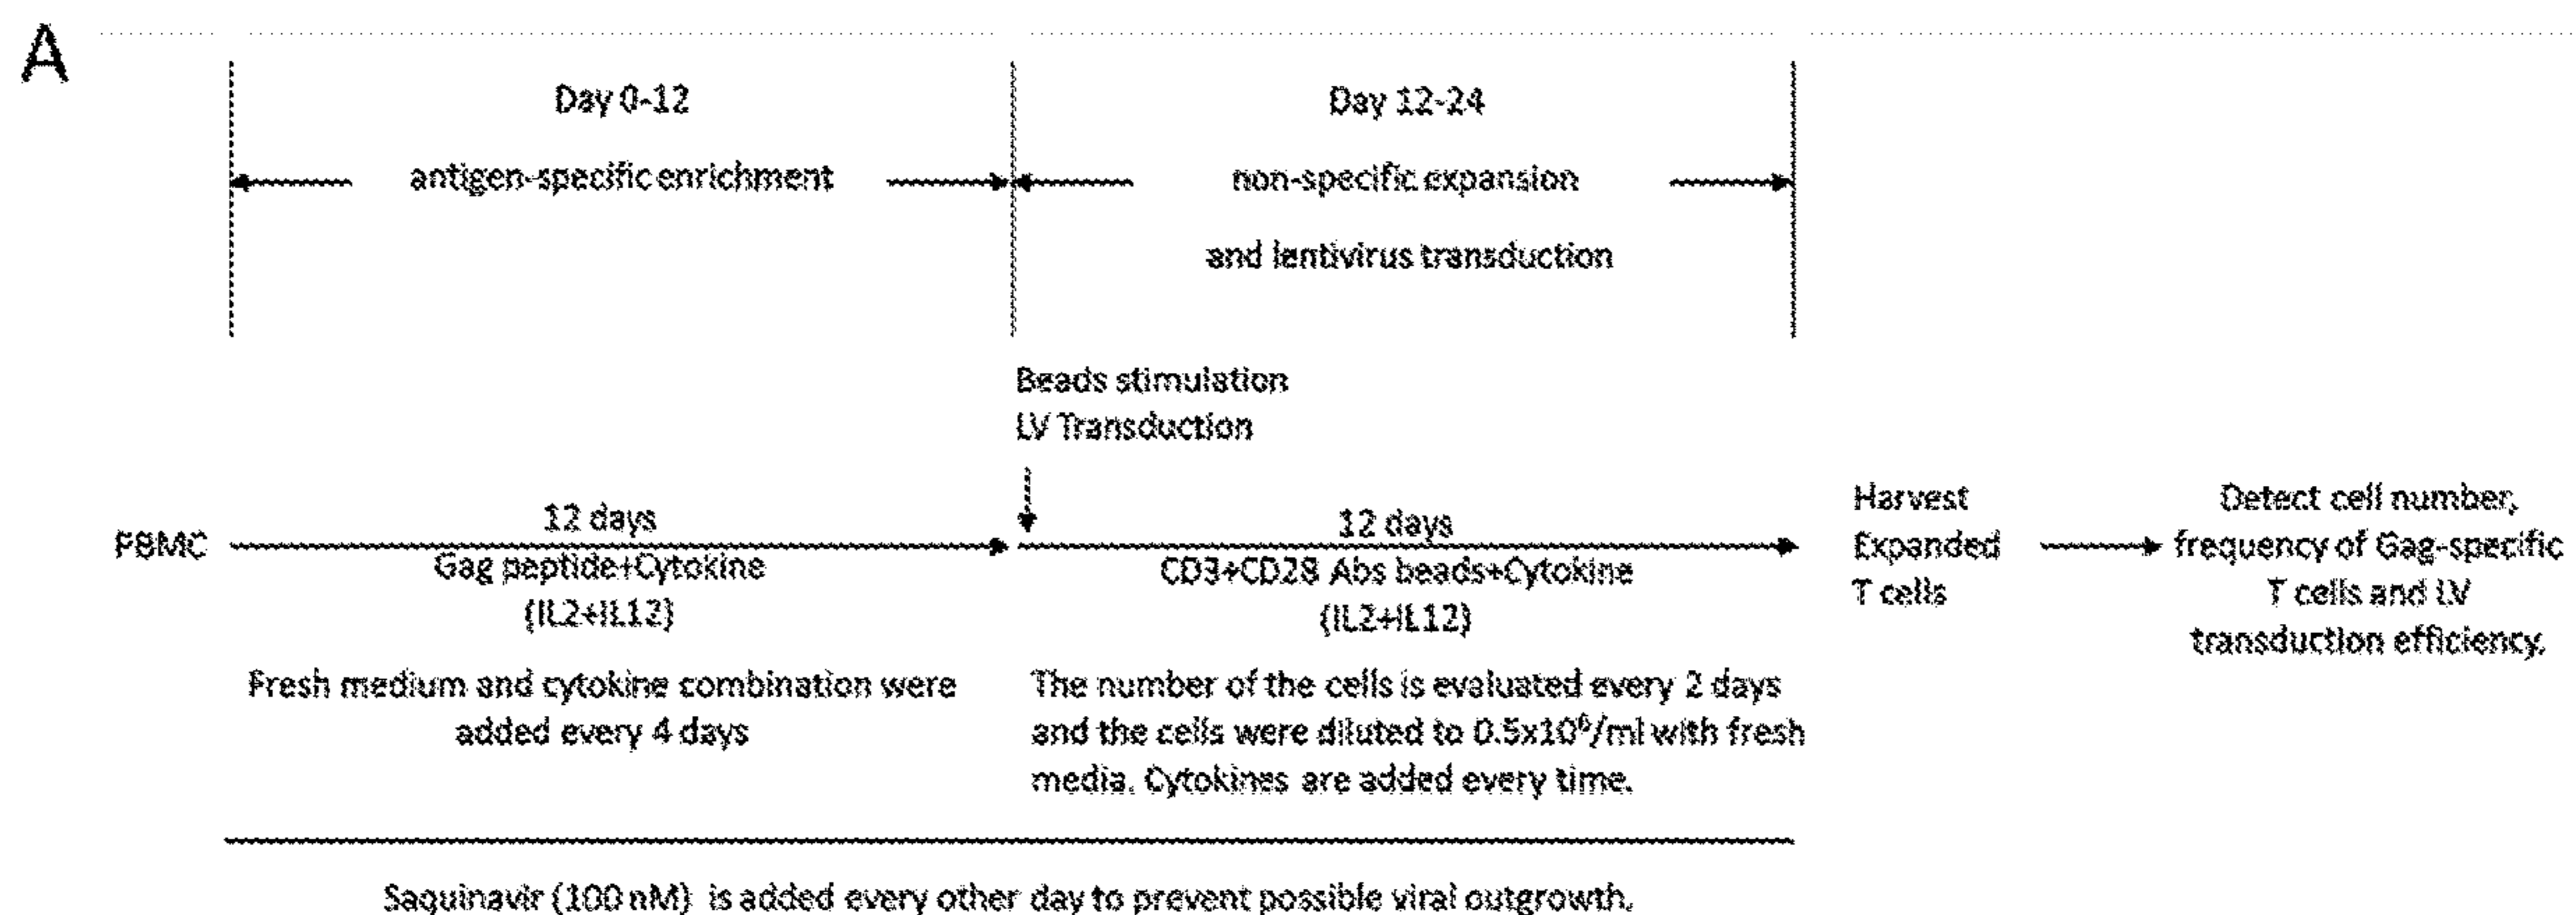 A
Day 0-12
Day 12-24
antigen-specific enrichment
non-specific expansion
and lentivirus transduction
Beads stimulation
LV Transduction
PBMC
12 days
Gag peptide+Cytokine
(IL2+IL12)
12 days
CD3+CD28 Abs beads+Cytokine
(IL2+IL12)
Harvest
Expanded
T cells
Detect cell number,
frequency of Gag-specific
T cells and LV
transduction efficiency.
Fresh medium and cytokine combination were
added every 4 days
The number of the cells is evaluated every 2 days
and the cells were diluted to 0.5x10⁶/ml with fresh
media. Cytokines are added every time.
Saquinavir (100 nM) is added every other day to prevent possible viral outgrowth.